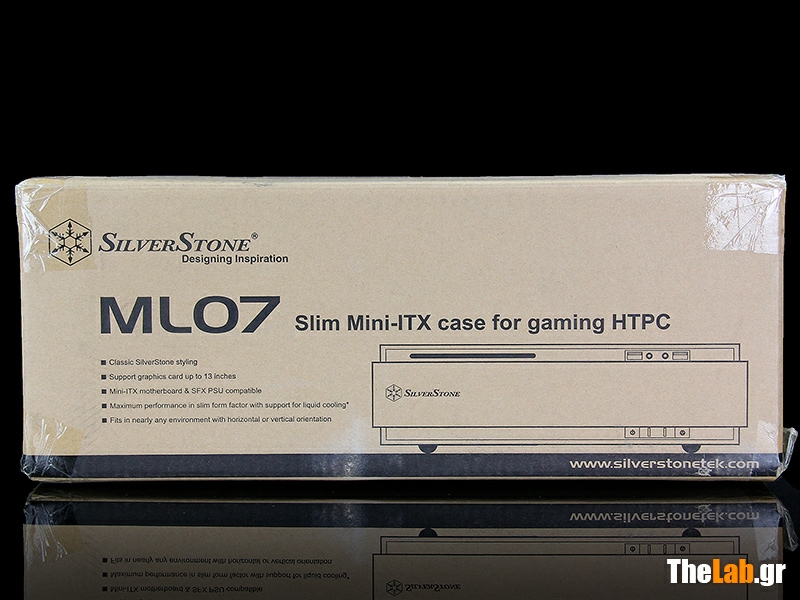 SILVERSTONE®
Designing Inspiration
ML07 Slim Mini-ITX case for gaming HTPC
■ Classic SilverStone styling
■ Support graphics card up to 13 inches
■ Mini-ITX motherboard & SFX PSU compatible
■ Maximum performance in slim form factor with support for liquid cooling*
■ Fits in nearly any environment with horizontal or vertical orientation
SILVERSTONE
www.silverstonetek.com
TheLab.gr